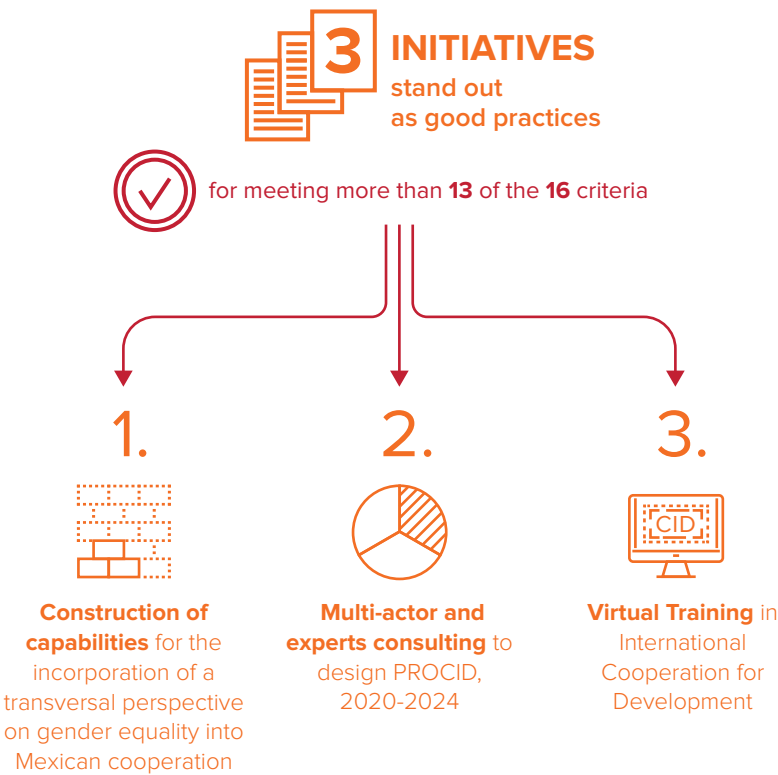 3 INITIATIVES
stand out
as good practices
for meeting more than 13 of the 16 criteria
1.
Construction of
capabilities for the
incorporation of a
transversal perspective
on gender equality into
Mexican cooperation
2.
Multi-actor and
experts consulting to
design PROCID,
2020-2024
3.
CID
Virtual Training in
International
Cooperation for
Development